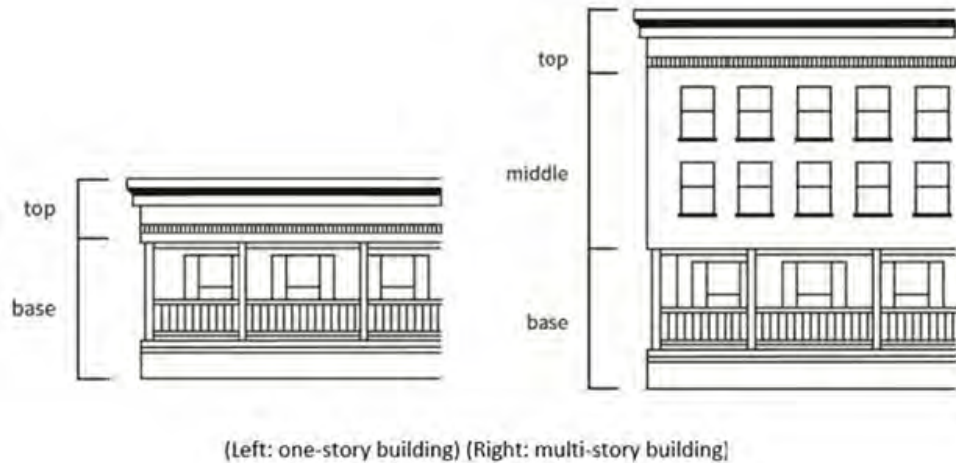 top
base
top
middle
base
(Left: one-story building) (Right: multi-story building]